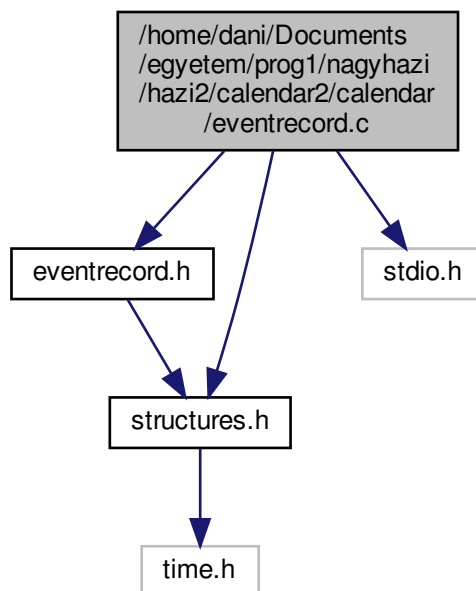 /home/dani/Documents
/egyetem/prog1/nagyhazi
/hazi2/calendar2/calendar
/eventrecord.c
eventrecord.h
stdio.h
structures.h
time.h